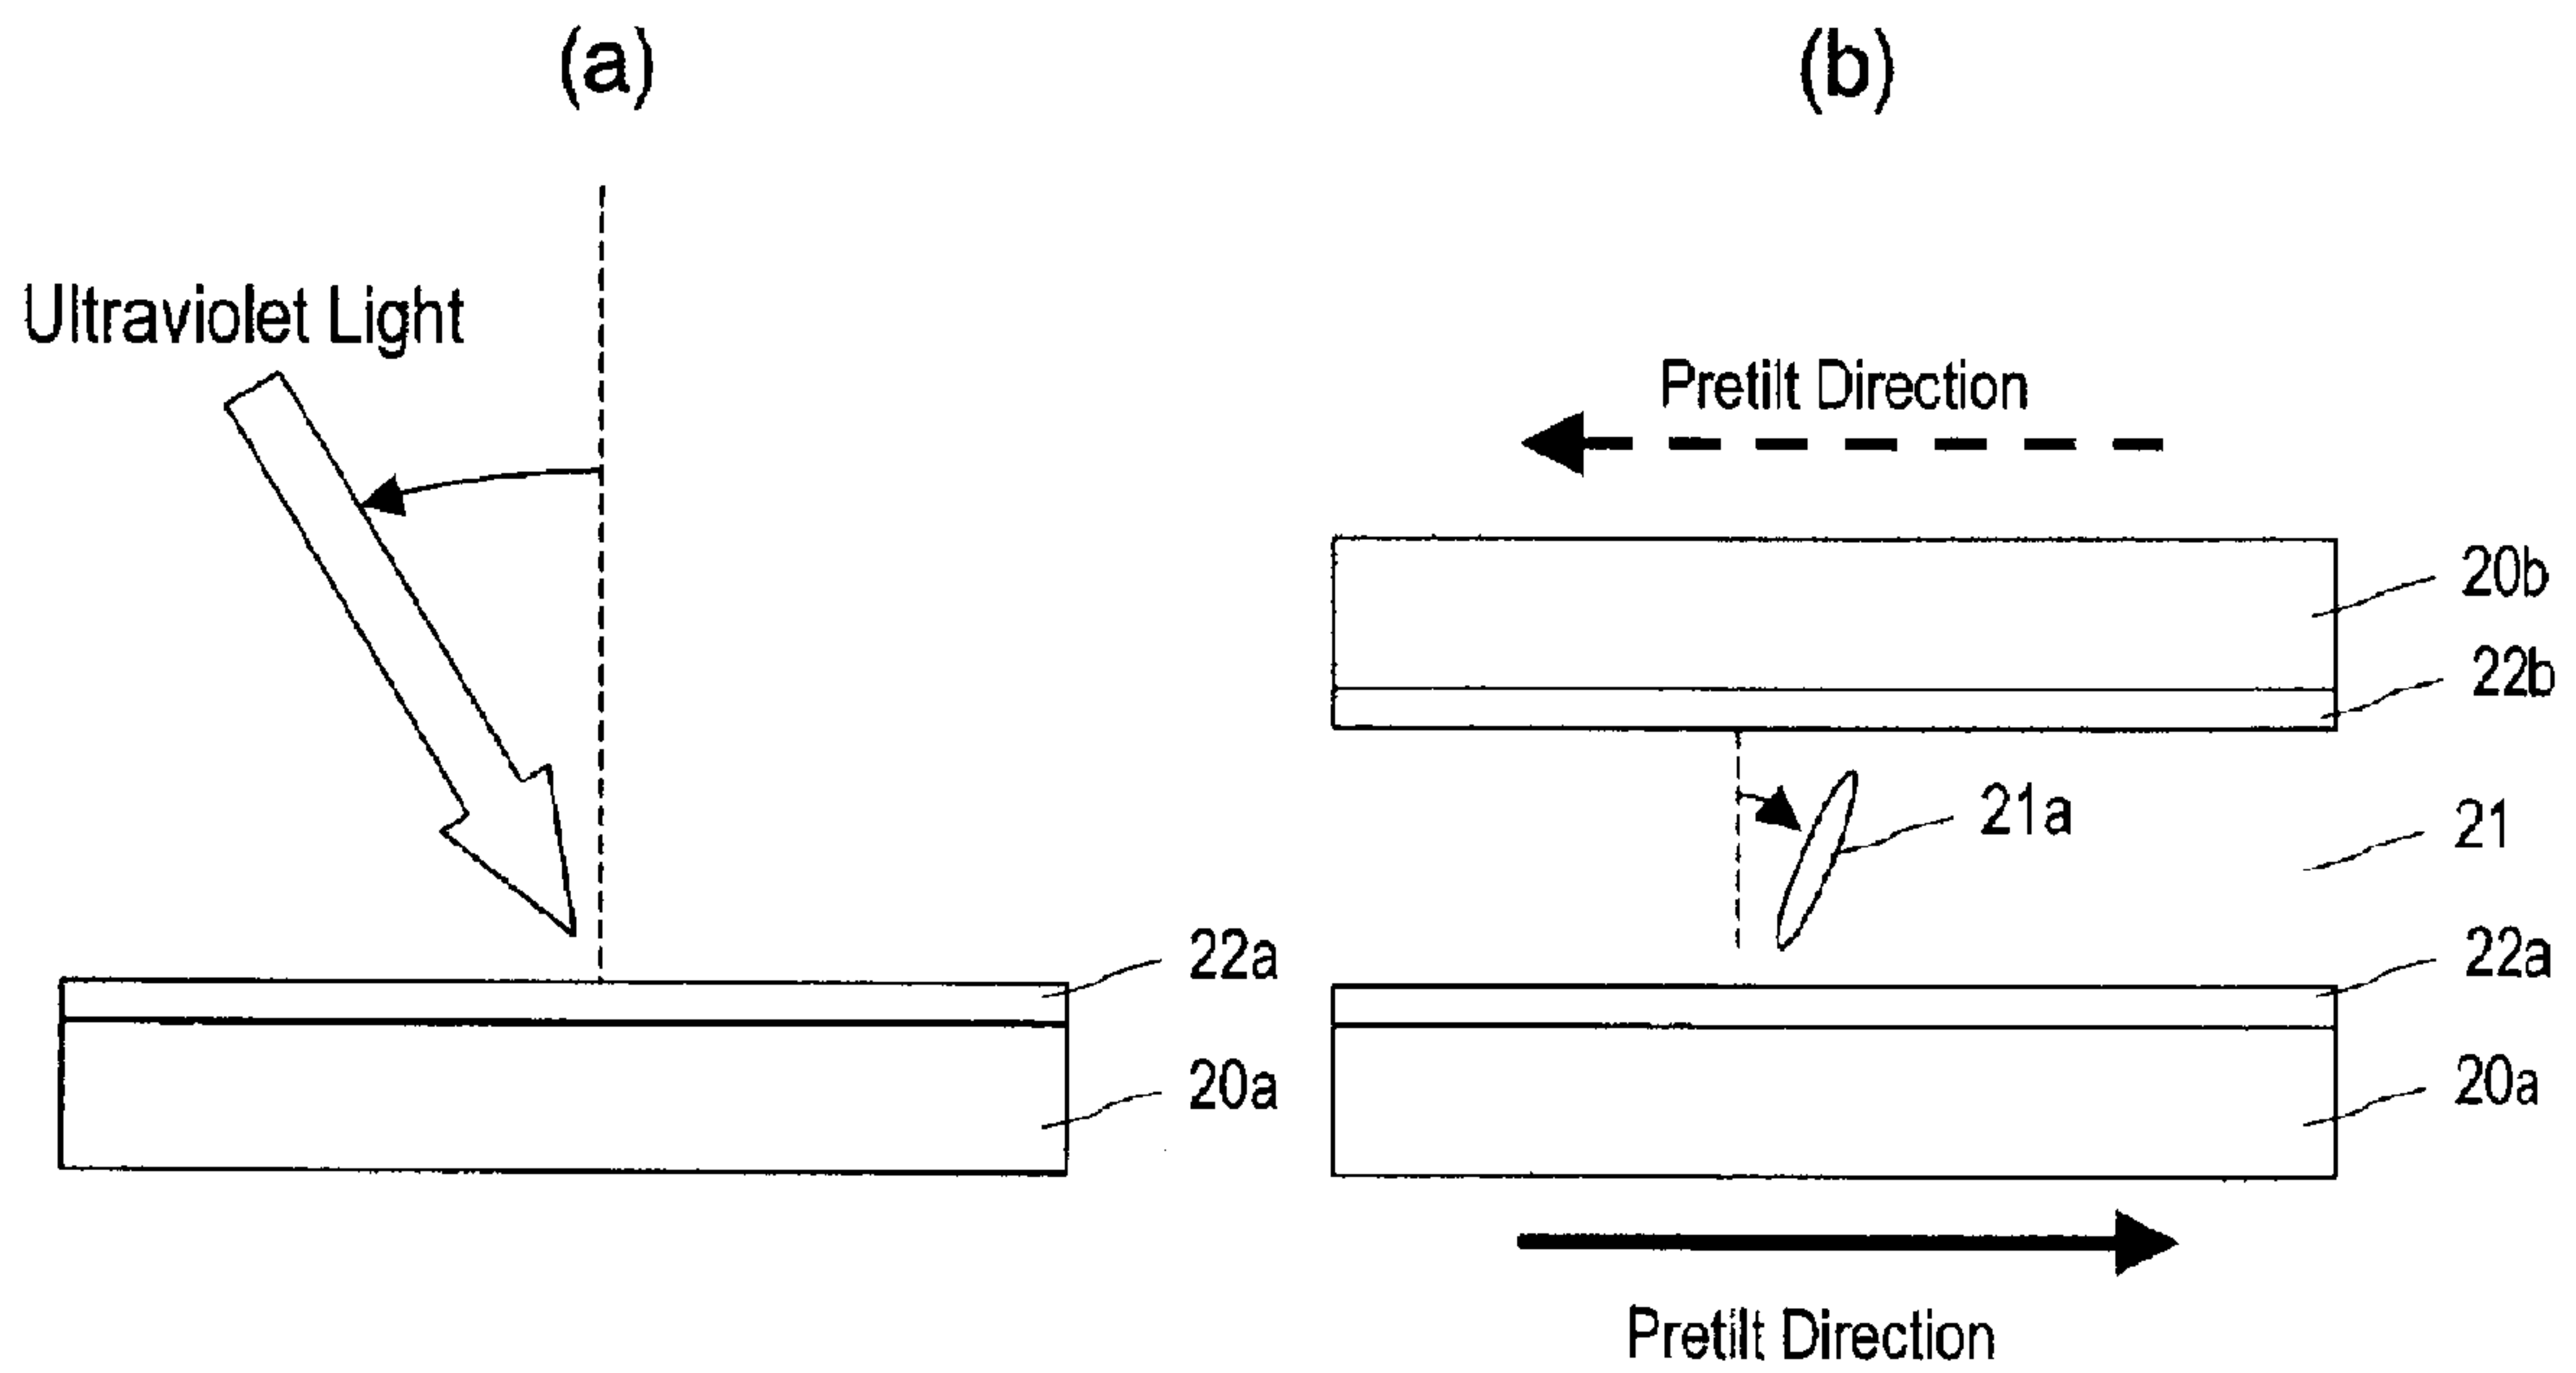 (a)
Ultraviolet Light
22a
20a
(b)
Pretilt Direction
20b
22b
21a
21
22a
20a
Pretilt Direction